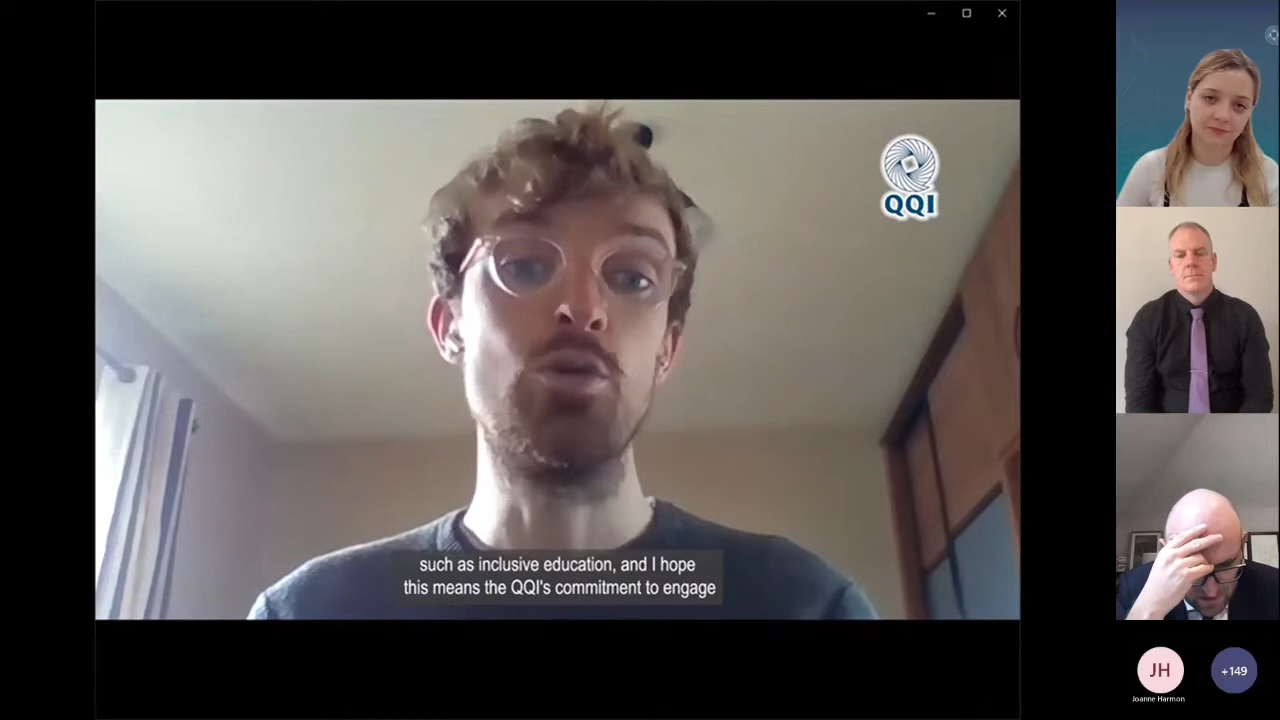 QQI
such as inclusive education, and I hope
this means the QQI's commitment to engage
JH
+149
Joanne Harmon